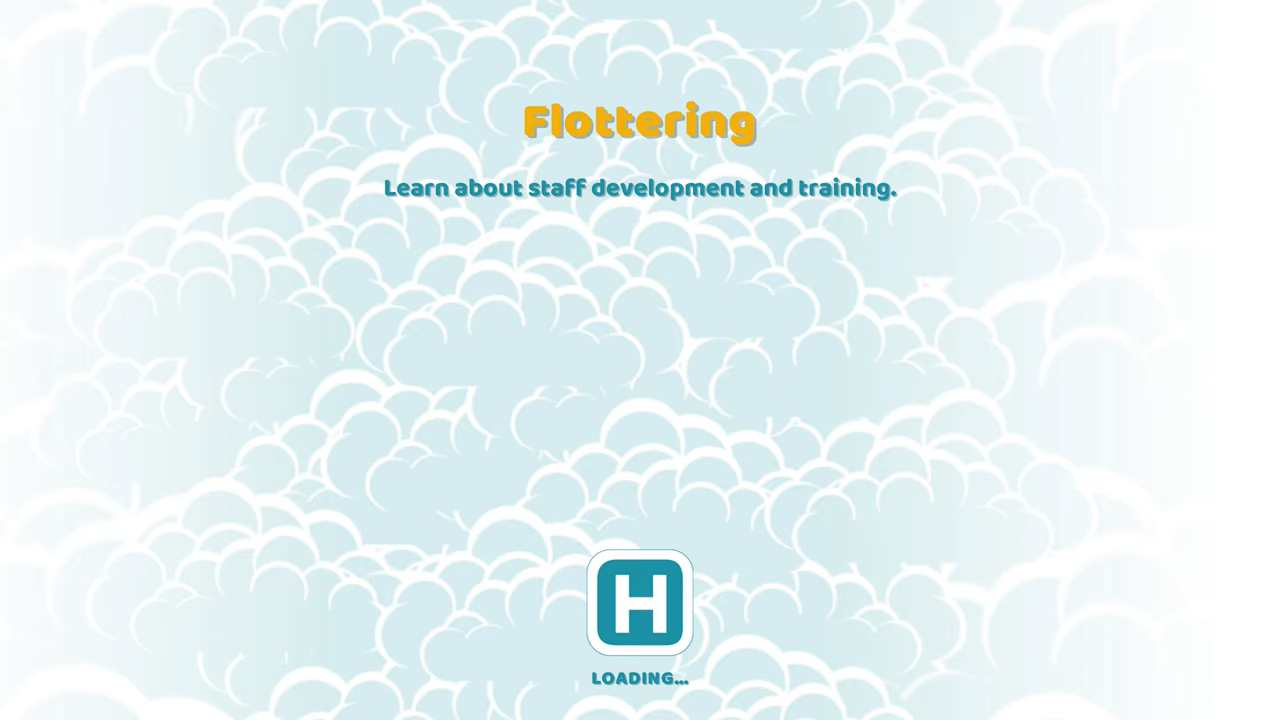 Flottering
Learn about staff development and training.
H
LOADING...